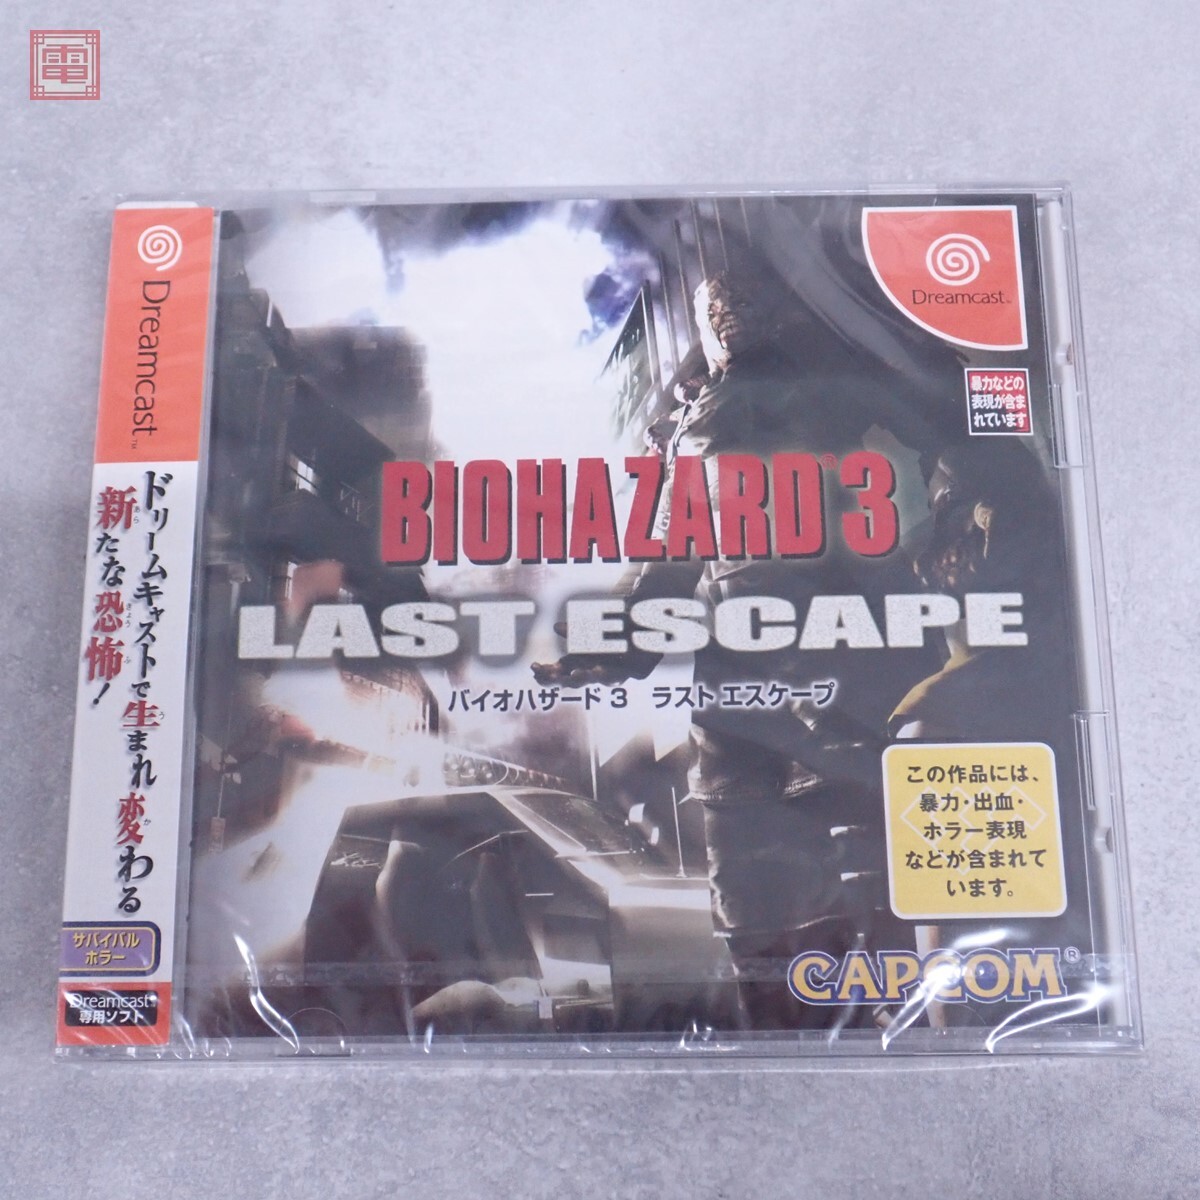 電
Dreamcast™
ドリームキャストで生まれ変わる
新たな恐怖！
サバイバル
ホラー
Dreamcast
専用ソフト
Dreamcast™
暴力などの
表現が含ま
れています
BIOHAZARD® 3
LAST ESCAPE
バイオハザード 3 ラスト エスケープ
この作品には、
暴力・出血・
ホラー表現
などが含まれて
います。
CAPCOM®